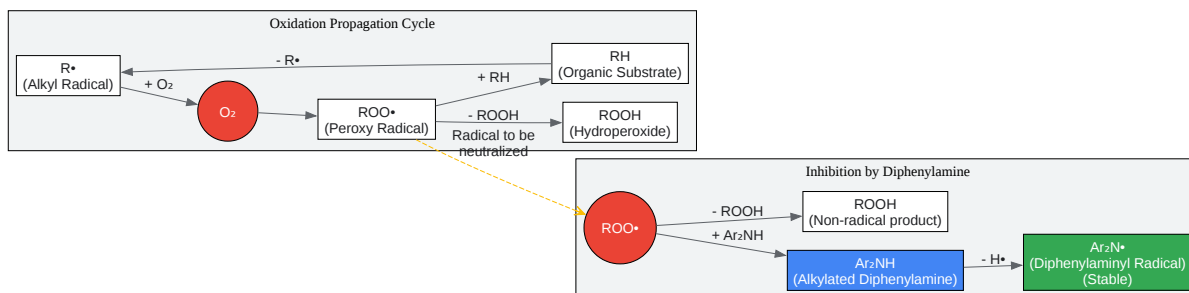 Oxidation Propagation Cycle
R•
(Alkyl Radical)
+ O₂
O₂
- R•
ROO•
(Peroxy Radical)
+ RH
RH
(Organic Substrate)
- ROOH
ROOH
(Hydroperoxide)
Radical to be
neutralized
Inhibition by Diphenylamine
ROO•
- ROOH
ROOH
(Non-radical product)
+ Ar₂NH
Ar₂NH
(Alkylated Diphenylamine)
- H•
Ar₂N•
(Diphenylaminyl Radical)
(Stable)